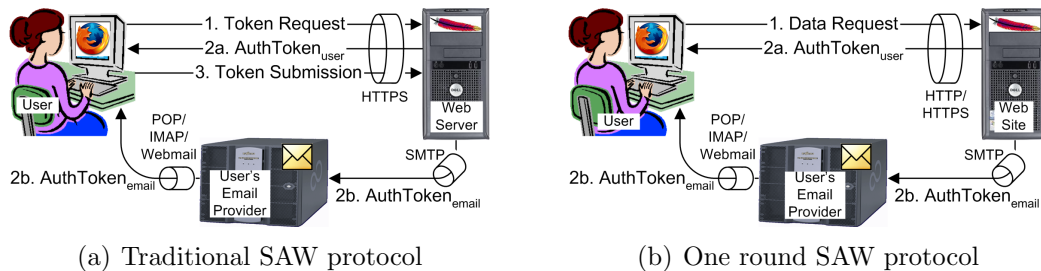 1. Token Request
2a. AuthToken_user
3. Token Submission
HTTPS
User
Web
Server
POP/
IMAP/
Webmail
SMTP
2b. AuthToken_email
User's
Email
Provider
2b. AuthToken_email
(a) Traditional SAW protocol
1. Data Request
2a. AuthToken_user
HTTP/
HTTPS
User
Web
Site
POP/
IMAP/
Webmail
SMTP
2b. AuthToken_email
User's
Email
Provider
2b. AuthToken_email
(b) One round SAW protocol